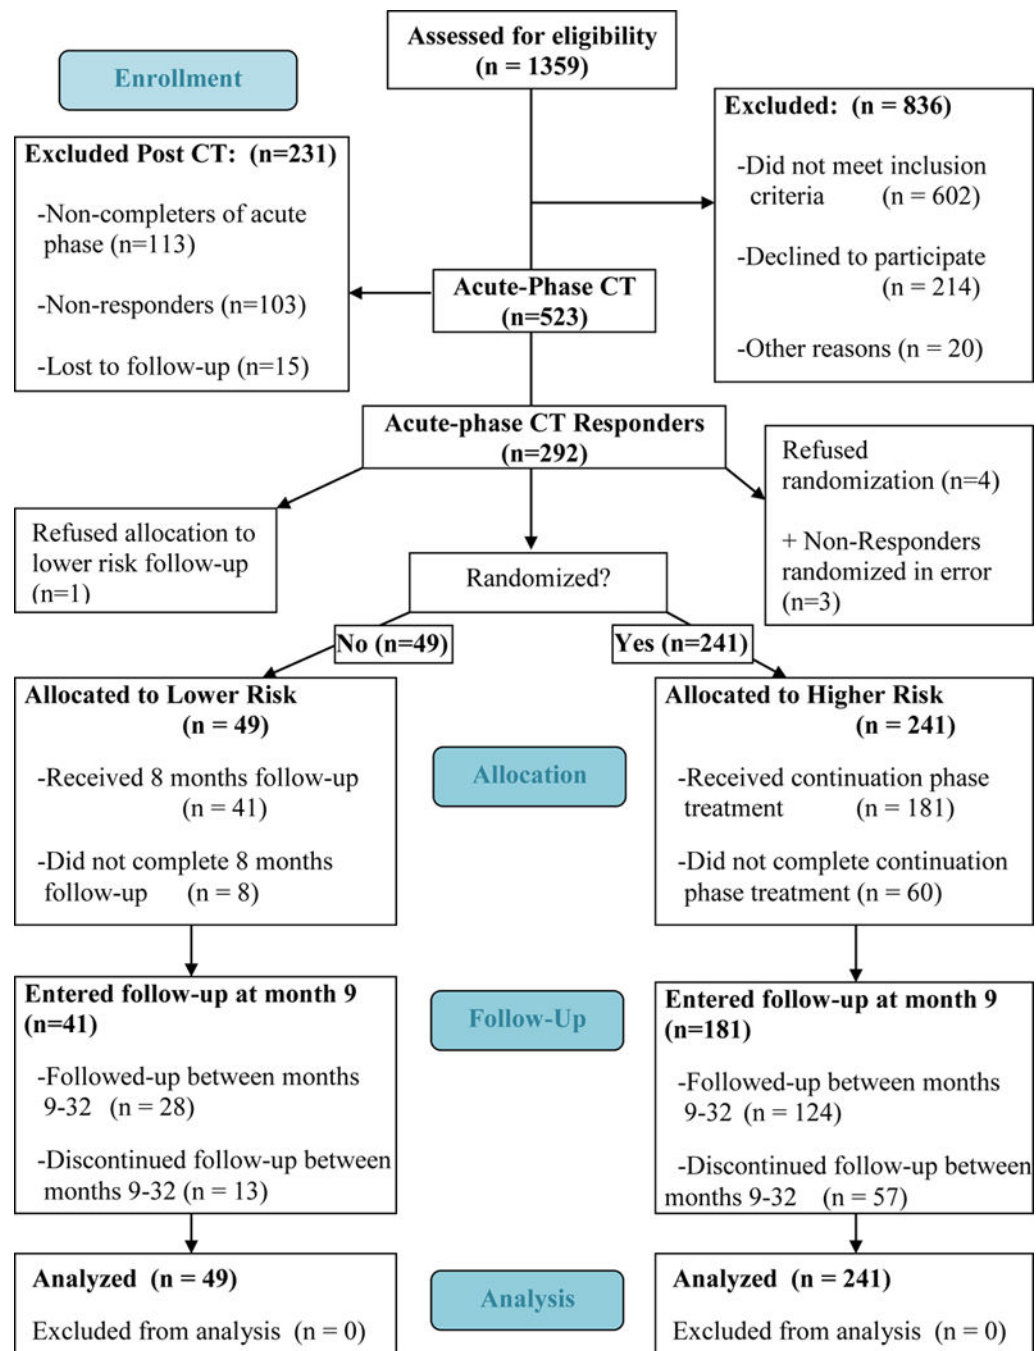 Assessed for eligibility
(n = 1359)
Enrollment
Excluded: (n = 836)
-Did not meet inclusion
criteria (n = 602)
-Declined to participate
(n = 214)
-Other reasons (n = 20)
Excluded Post CT: (n=231)
-Non-completers of acute
phase (n=113)
-Non-responders (n=103)
-Lost to follow-up (n=15)
Acute-Phase CT
(n=523)
Acute-phase CT Responders
(n=292)
Refused
randomization (n=4)
+ Non-Responders
randomized in error
(n=3)
Refused allocation to
lower risk follow-up
(n=1)
Randomized?
No (n=49)
Yes (n=241)
Allocated to Lower Risk
(n = 49)
-Received 8 months follow-up
(n = 41)
-Did not complete 8 months
follow-up (n = 8)
Allocation
Allocated to Higher Risk
(n = 241)
-Received continuation phase
treatment (n = 181)
-Did not complete continuation
phase treatment (n = 60)
Entered follow-up at month 9
(n=41)
-Followed-up between months
9-32 (n = 28)
-Discontinued follow-up between
months 9-32 (n = 13)
Follow-Up
Entered follow-up at month 9
(n=181)
-Followed-up between months
9-32 (n = 124)
-Discontinued follow-up between
months 9-32 (n = 57)
Analyzed (n = 49)
Excluded from analysis (n = 0)
Analysis
Analyzed (n = 241)
Excluded from analysis (n = 0)